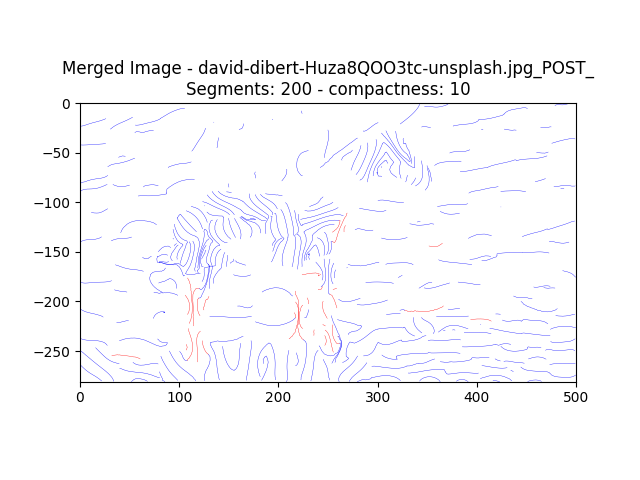 Merged Image - david-dibert-Huza8QOO3tc-unsplash.jpg_POST_
Segments: 200 - compactness: 10
0
−50
−100
−150
−200
−250
0 100 200 300 400 500